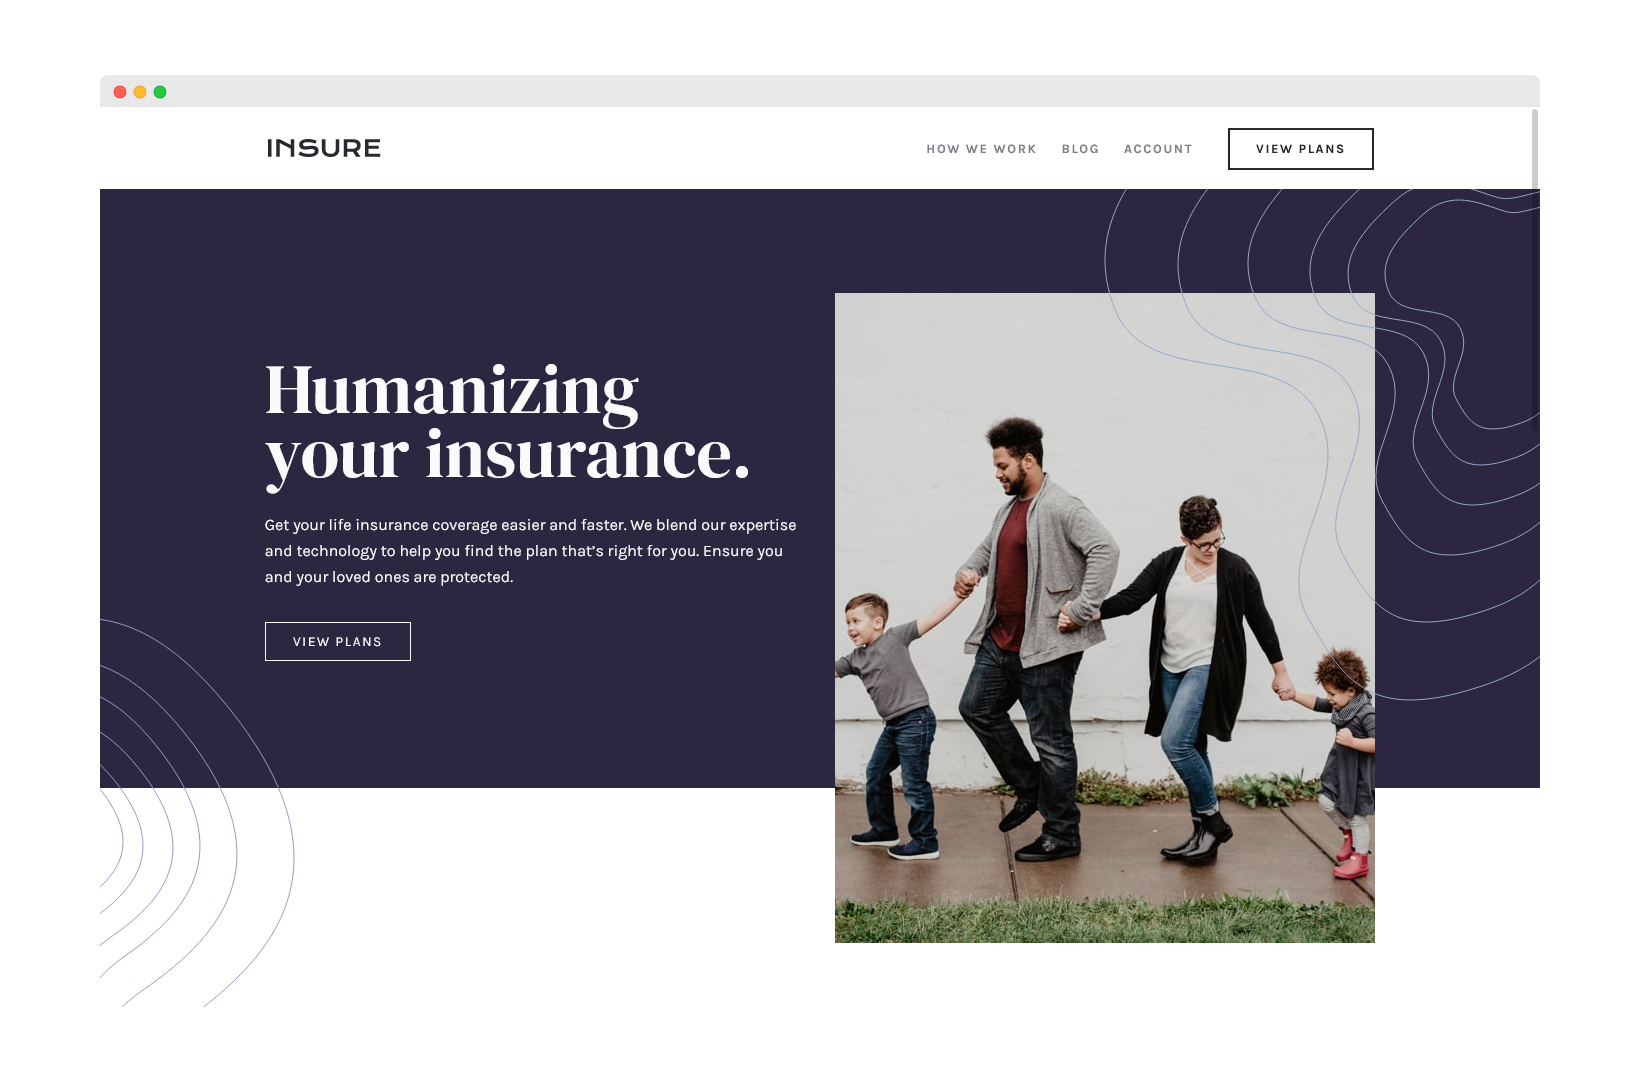 INSURE
HOW WE WORK
BLOG
ACCOUNT
VIEW PLANS
Humanizing
your insurance.
Get your life insurance coverage easier and faster. We blend our expertise
and technology to help you find the plan that's right for you. Ensure you
and your loved ones are protected.
VIEW PLANS